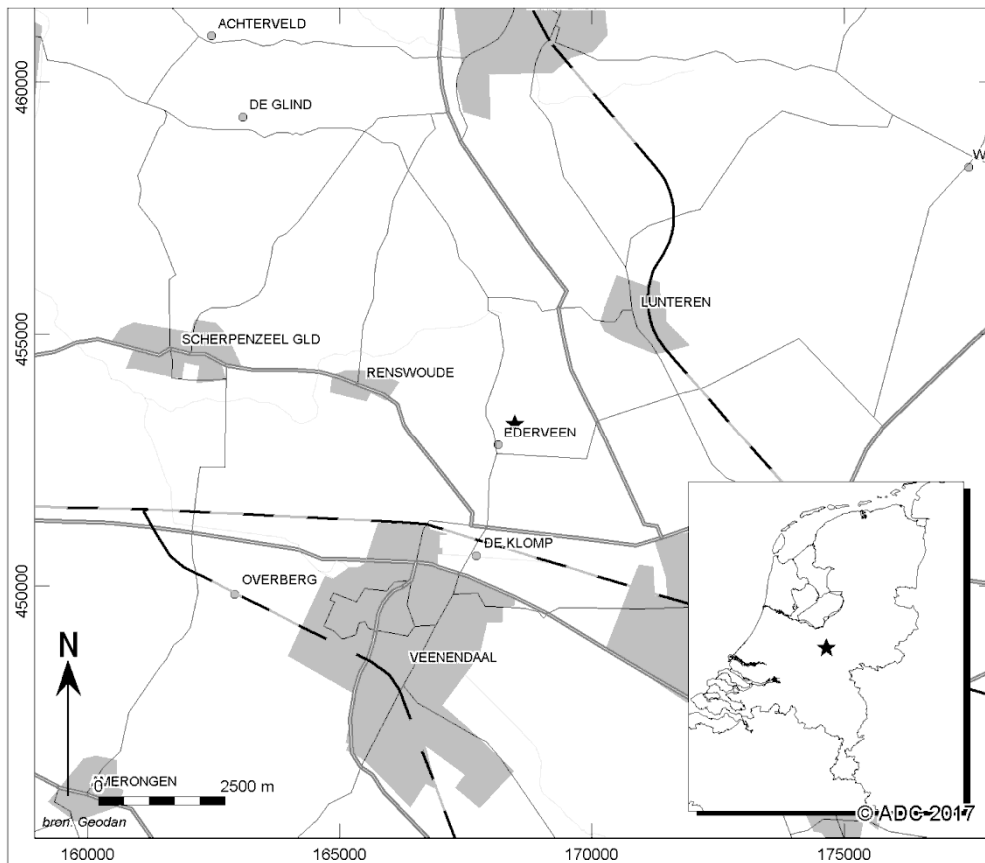 ACHTERVELD
460000
DE GLIND
W
LUNTEREN
455000
SCHERPENZEEL GLD
RENSWOUDE
EDERVEEN
DE KLOMP
450000
OVERBERG
N
VEENENDAAL
AMERONGEN
0 2500 m
© ADC 2017
bron: Geodan
160000 165000 170000 175000